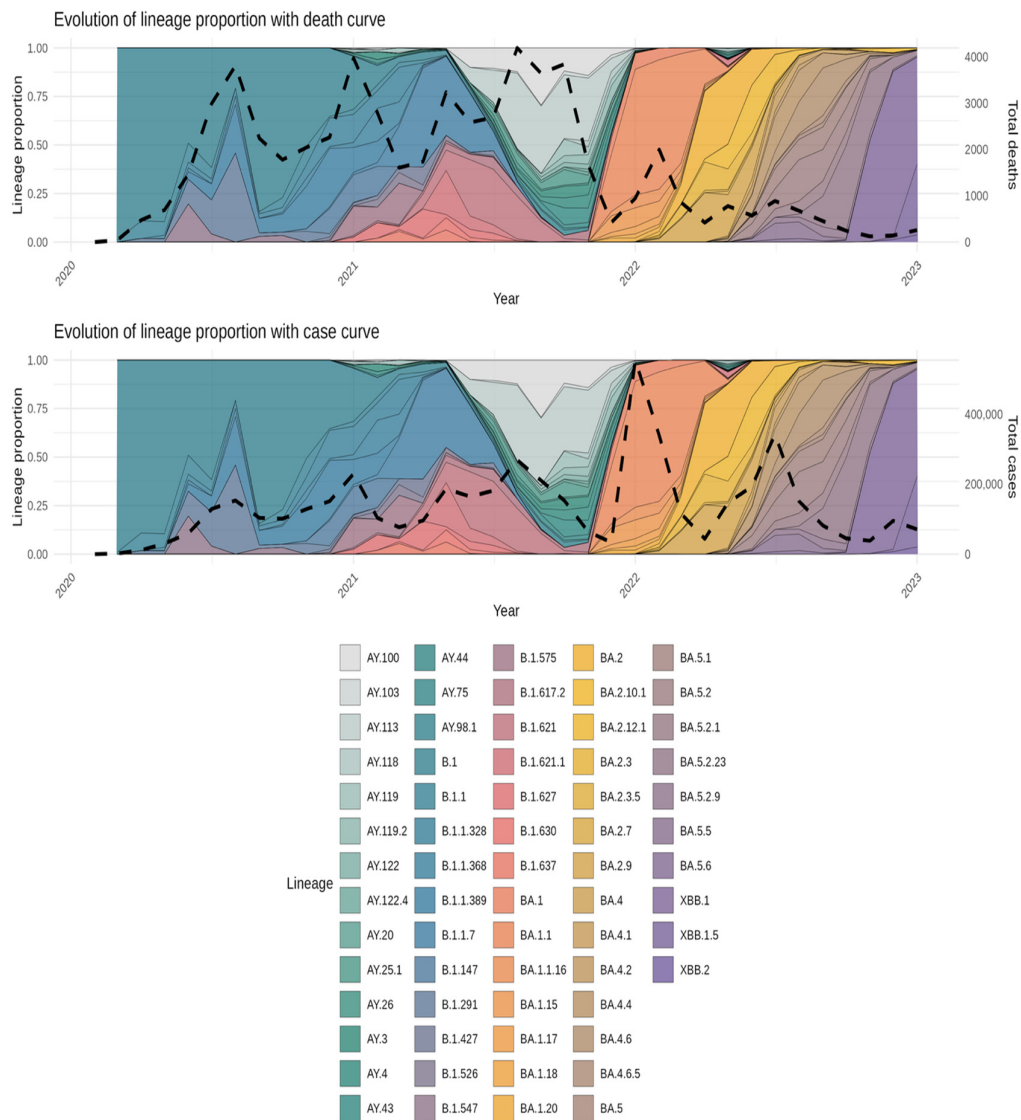 Evolution of lineage proportion with death curve
Lineage proportion
1.00
0.75
0.50
0.25
0.00
4000
3000
2000
1000
0
Total deaths
2020
2021
2022
2023
Year
Evolution of lineage proportion with case curve
Lineage proportion
1.00
0.75
0.50
0.25
0.00
400,000
200,000
0
Total cases
2020
2021
2022
2023
Year
Lineage
AY.100
AY.103
AY.113
AY.118
AY.119
AY.119.2
AY.122
AY.122.4
AY.20
AY.25.1
AY.26
AY.3
AY.4
AY.43
AY.44
AY.75
AY.98.1
B.1
B.1.1
B.1.1.328
B.1.1.368
B.1.1.389
B.1.1.7
B.1.147
B.1.291
B.1.427
B.1.526
B.1.547
B.1.575
B.1.617.2
B.1.621
B.1.621.1
B.1.627
B.1.630
B.1.637
BA.1
BA.1.1
BA.1.1.16
BA.1.15
BA.1.17
BA.1.18
BA.1.20
BA.2
BA.2.10.1
BA.2.12.1
BA.2.3
BA.2.3.5
BA.2.7
BA.2.9
BA.4
BA.4.1
BA.4.2
BA.4.4
BA.4.6
BA.4.6.5
BA.5
BA.5.1
BA.5.2
BA.5.2.1
BA.5.2.23
BA.5.2.9
BA.5.5
BA.5.6
XBB.1
XBB.1.5
XBB.2